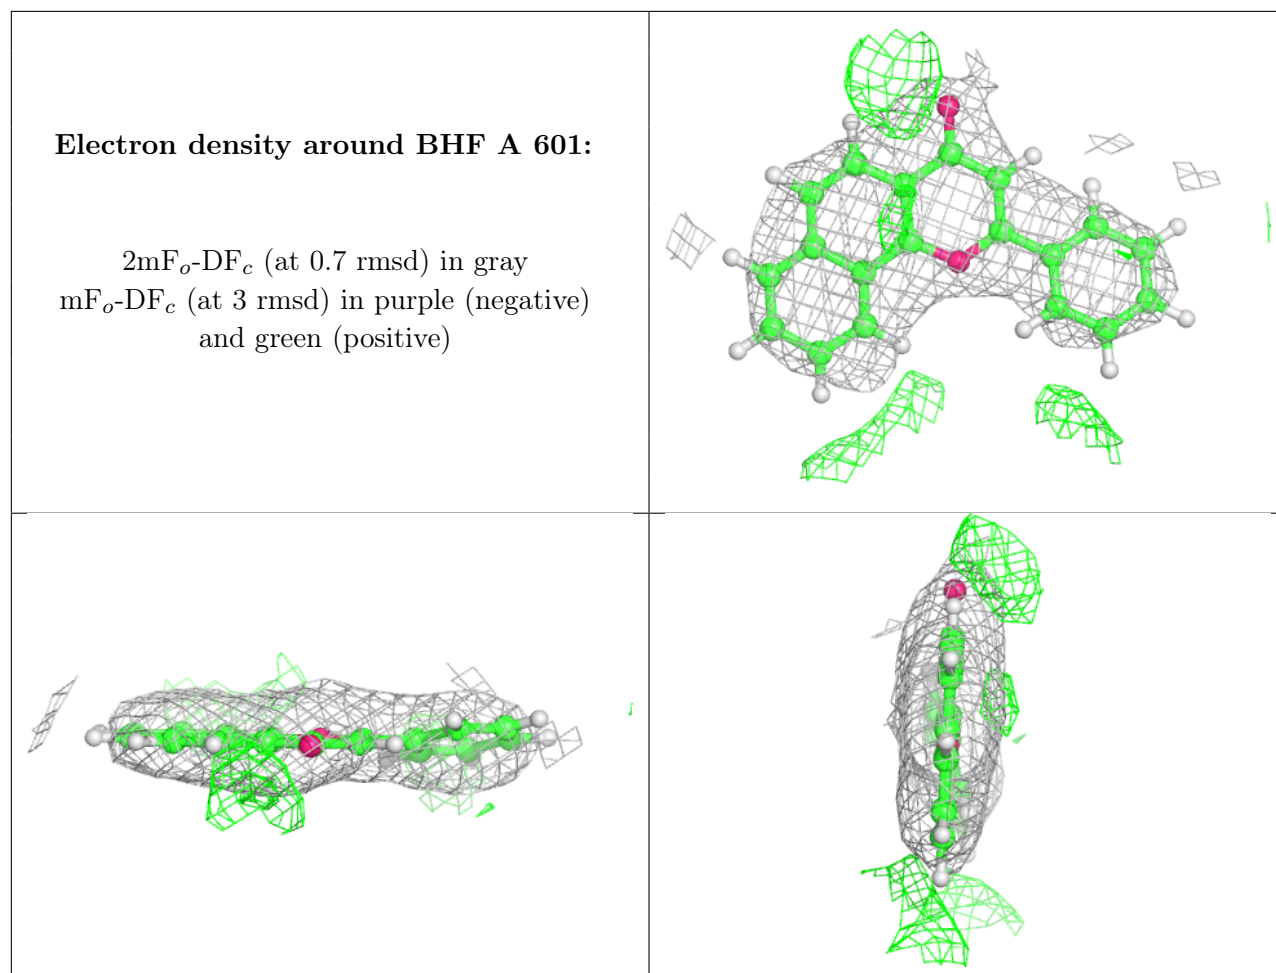 Electron density around BHF A 601:
2mFₒ-DF𝒸 (at 0.7 rmsd) in gray
mFₒ-DF𝒸 (at 3 rmsd) in purple (negative)
and green (positive)